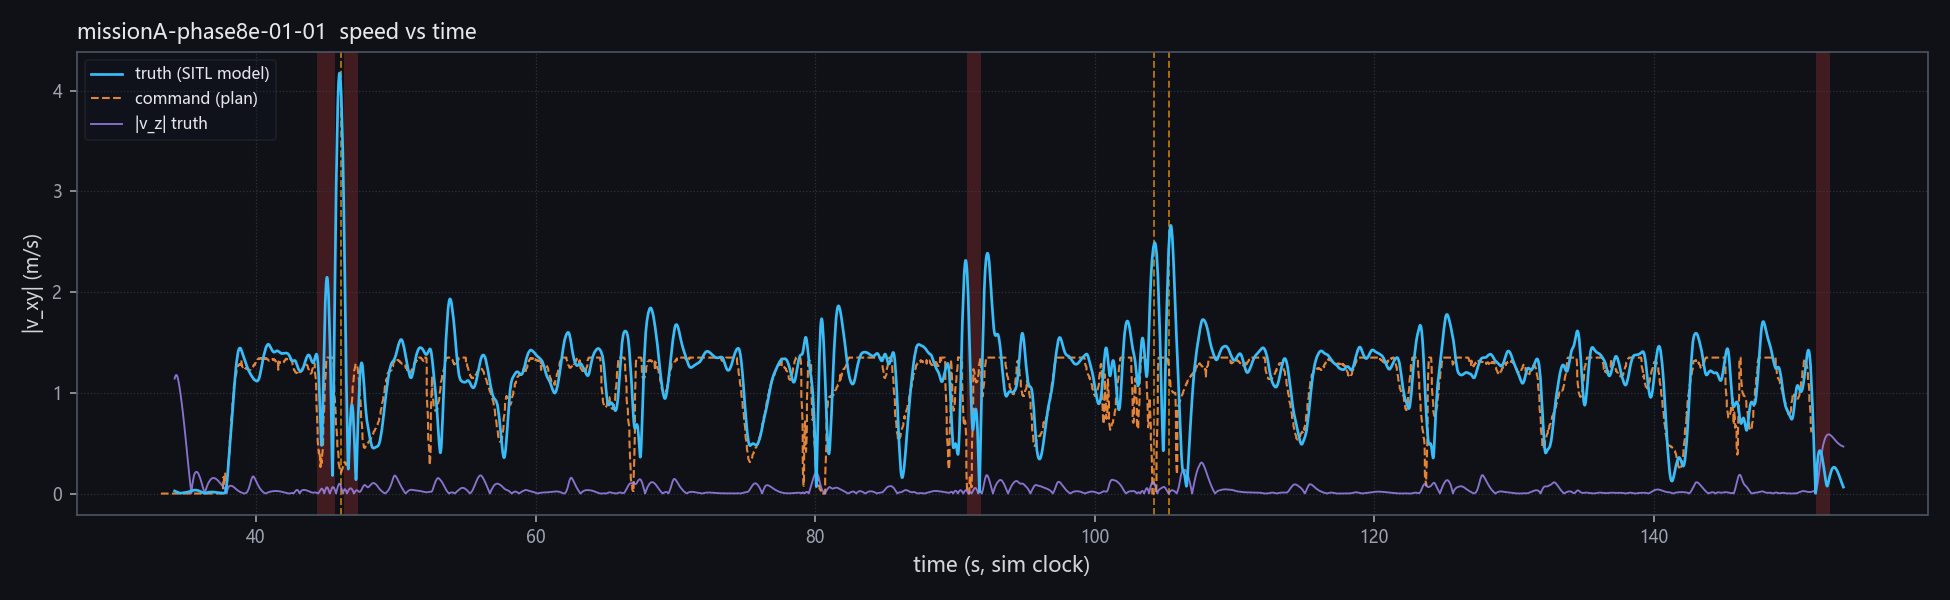 missionA-phase8e-01-01  speed vs time
truth (SITL model)
command (plan)
|v_z| truth
|v_xy| (m/s)
4
3
2
1
0
40
60
80
100
120
140
time (s, sim clock)